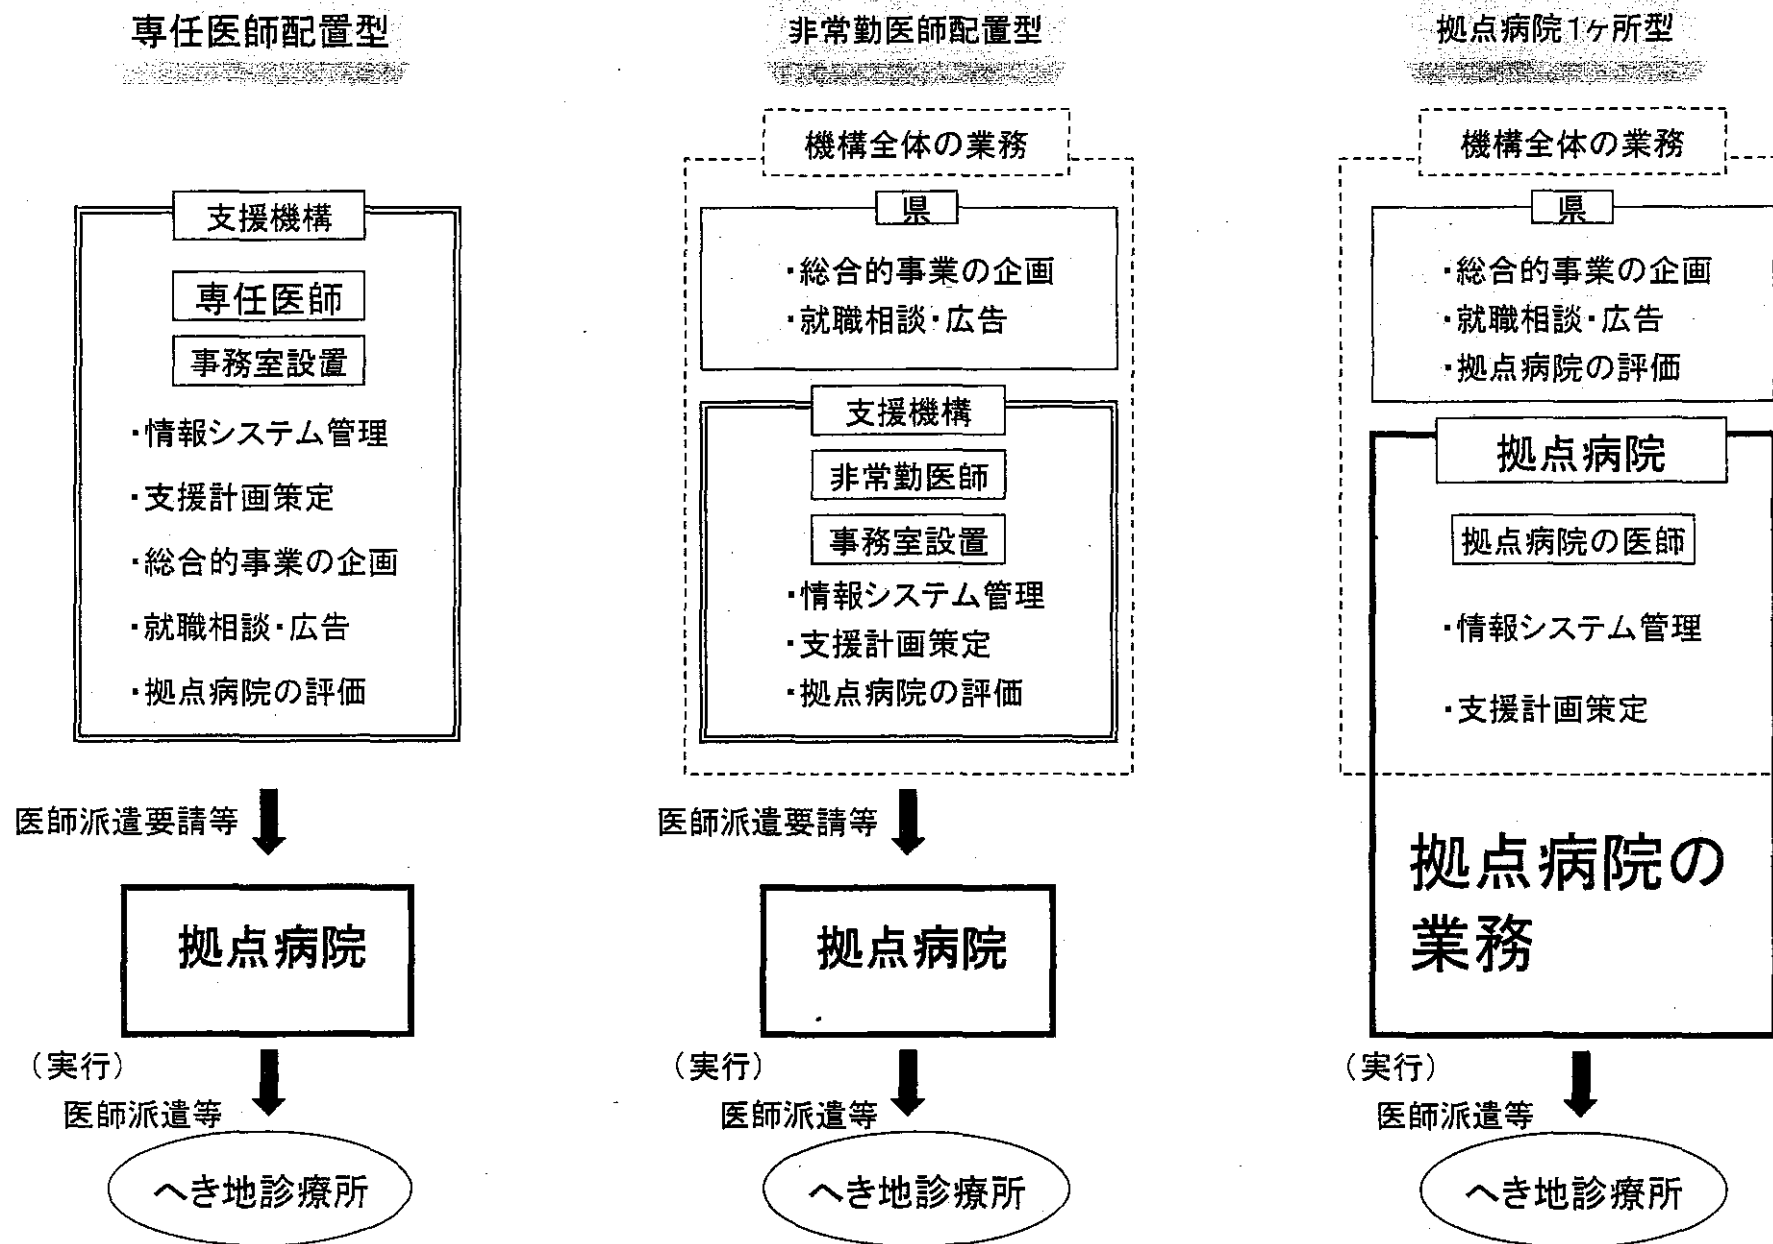 専任医師配置型
支援機構
専任医師
事務室設置
・情報システム管理
・支援計画策定
・総合的事業の企画
・就職相談・広告
・拠点病院の評価
医師派遣要請等
拠点病院
（実行）
医師派遣等
へき地診療所
非常勤医師配置型
機構全体の業務
県
・総合的事業の企画
・就職相談・広告
支援機構
非常勤医師
事務室設置
・情報システム管理
・支援計画策定
・拠点病院の評価
医師派遣要請等
拠点病院
（実行）
医師派遣等
へき地診療所
拠点病院1ヶ所型
機構全体の業務
県
・総合的事業の企画
・就職相談・広告
・拠点病院の評価
拠点病院
拠点病院の医師
・情報システム管理
・支援計画策定
拠点病院の
業務
（実行）
医師派遣等
へき地診療所